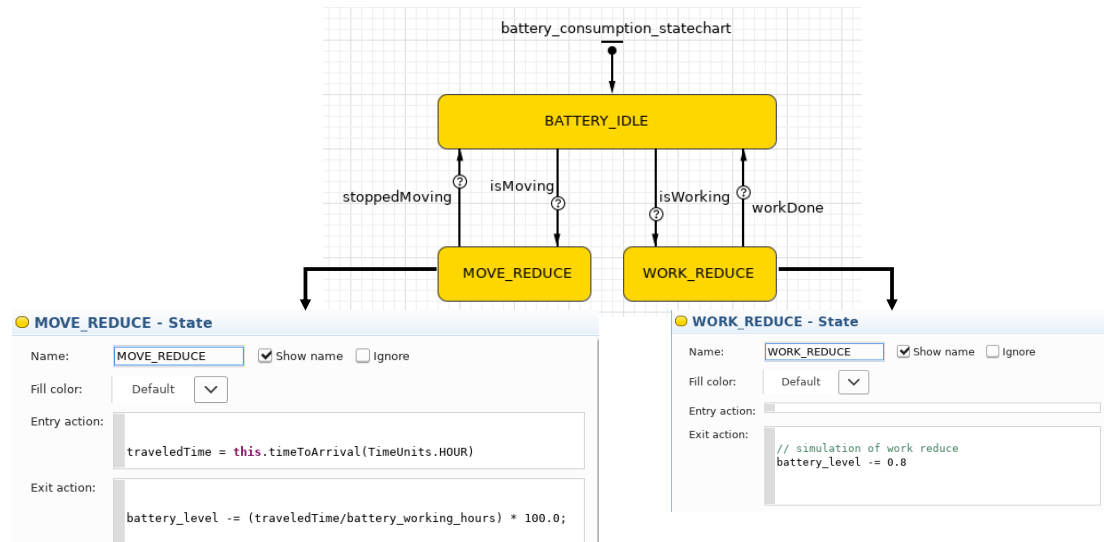 battery_consumption_statechart
BATTERY_IDLE
stoppedMoving
isMoving
isWorking
workDone
MOVE_REDUCE
WORK_REDUCE
MOVE_REDUCE - State
Name: MOVE_REDUCE Show name Ignore
Fill color: Default
Entry action:
traveledTime = this.timeToArrival(TimeUnits.HOUR)
Exit action:
battery_level -= (traveledTime/battery_working_hours) * 100.0;
WORK_REDUCE - State
Name: WORK_REDUCE Show name Ignore
Fill color: Default
Entry action:
Exit action:
// simulation of work reduce
battery_level -= 0.8